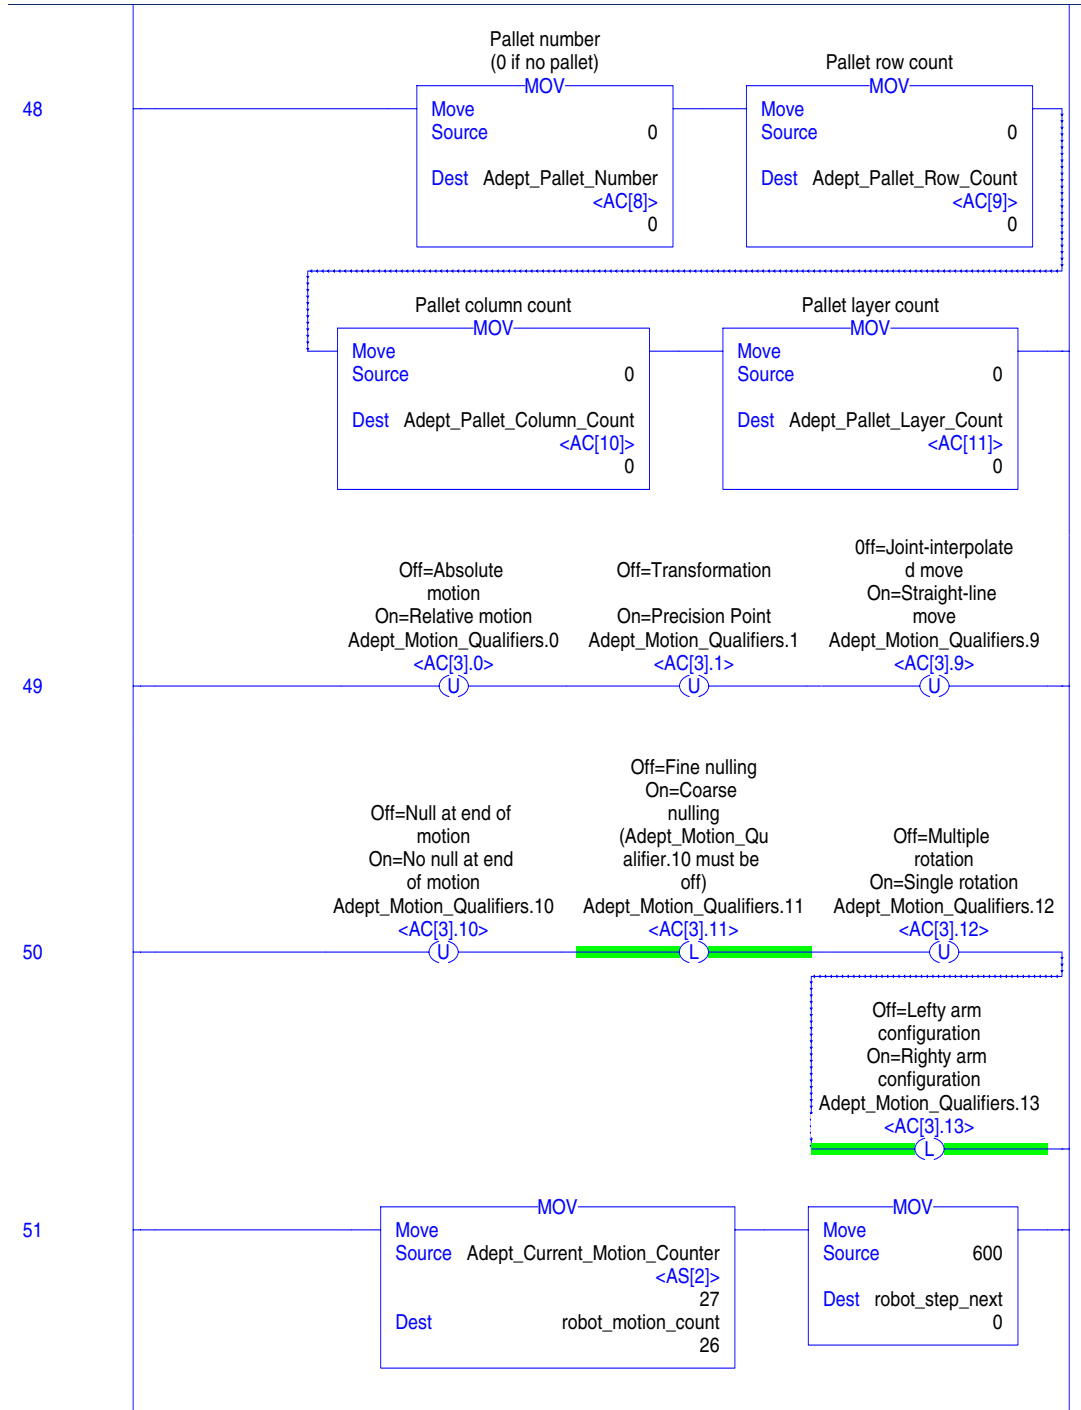 Pallet number
(0 if no pallet)
Pallet row count
48
MOV
Move
Source 0
Dest Adept_Pallet_Number
<AC[8]>
0
MOV
Move
Source 0
Dest Adept_Pallet_Row_Count
<AC[9]>
0
Pallet column count
MOV
Move
Source 0
Dest Adept_Pallet_Column_Count
<AC[10]>
0
Pallet layer count
MOV
Move
Source 0
Dest Adept_Pallet_Layer_Count
<AC[11]>
0
49
Off=Absolute
motion
On=Relative motion
Adept_Motion_Qualifiers.0
<AC[3].0>
U
Off=Transformation
On=Precision Point
Adept_Motion_Qualifiers.1
<AC[3].1>
U
0ff=Joint-interpolate
d move
On=Straight-line
move
Adept_Motion_Qualifiers.9
<AC[3].9>
U
50
Off=Null at end of
motion
On=No null at end
of motion
Adept_Motion_Qualifiers.10
<AC[3].10>
U
Off=Fine nulling
On=Coarse
nulling
(Adept_Motion_Qu
alifier.10 must be
off)
Adept_Motion_Qualifiers.11
<AC[3].11>
L
Off=Multiple
rotation
On=Single rotation
Adept_Motion_Qualifiers.12
<AC[3].12>
U
Off=Lefty arm
configuration
On=Righty arm
configuration
Adept_Motion_Qualifiers.13
<AC[3].13>
L
51
MOV
Move
Source Adept_Current_Motion_Counter
<AS[2]>
27
Dest robot_motion_count
26
MOV
Move
Source 600
Dest robot_step_next
0